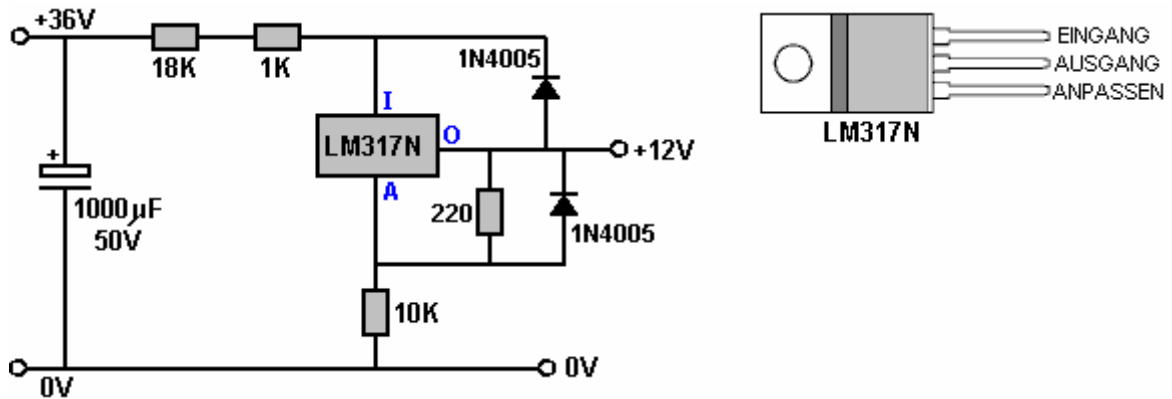 +36V
18K
1K
1N4005
I
LM317N
O
+12V
A
+
1000µF
50V
220
1N4005
10K
0V
0V
EINGANG
AUSGANG
ANPASSEN
LM317N